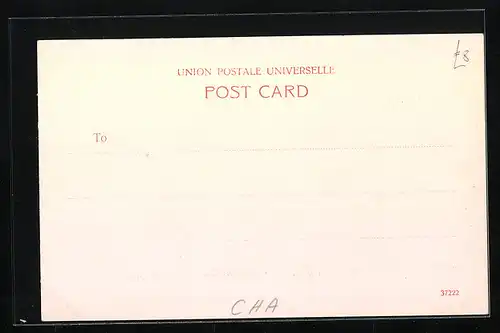 £8
UNION POSTALE UNIVERSELLE
POST CARD
To
37222
CHA